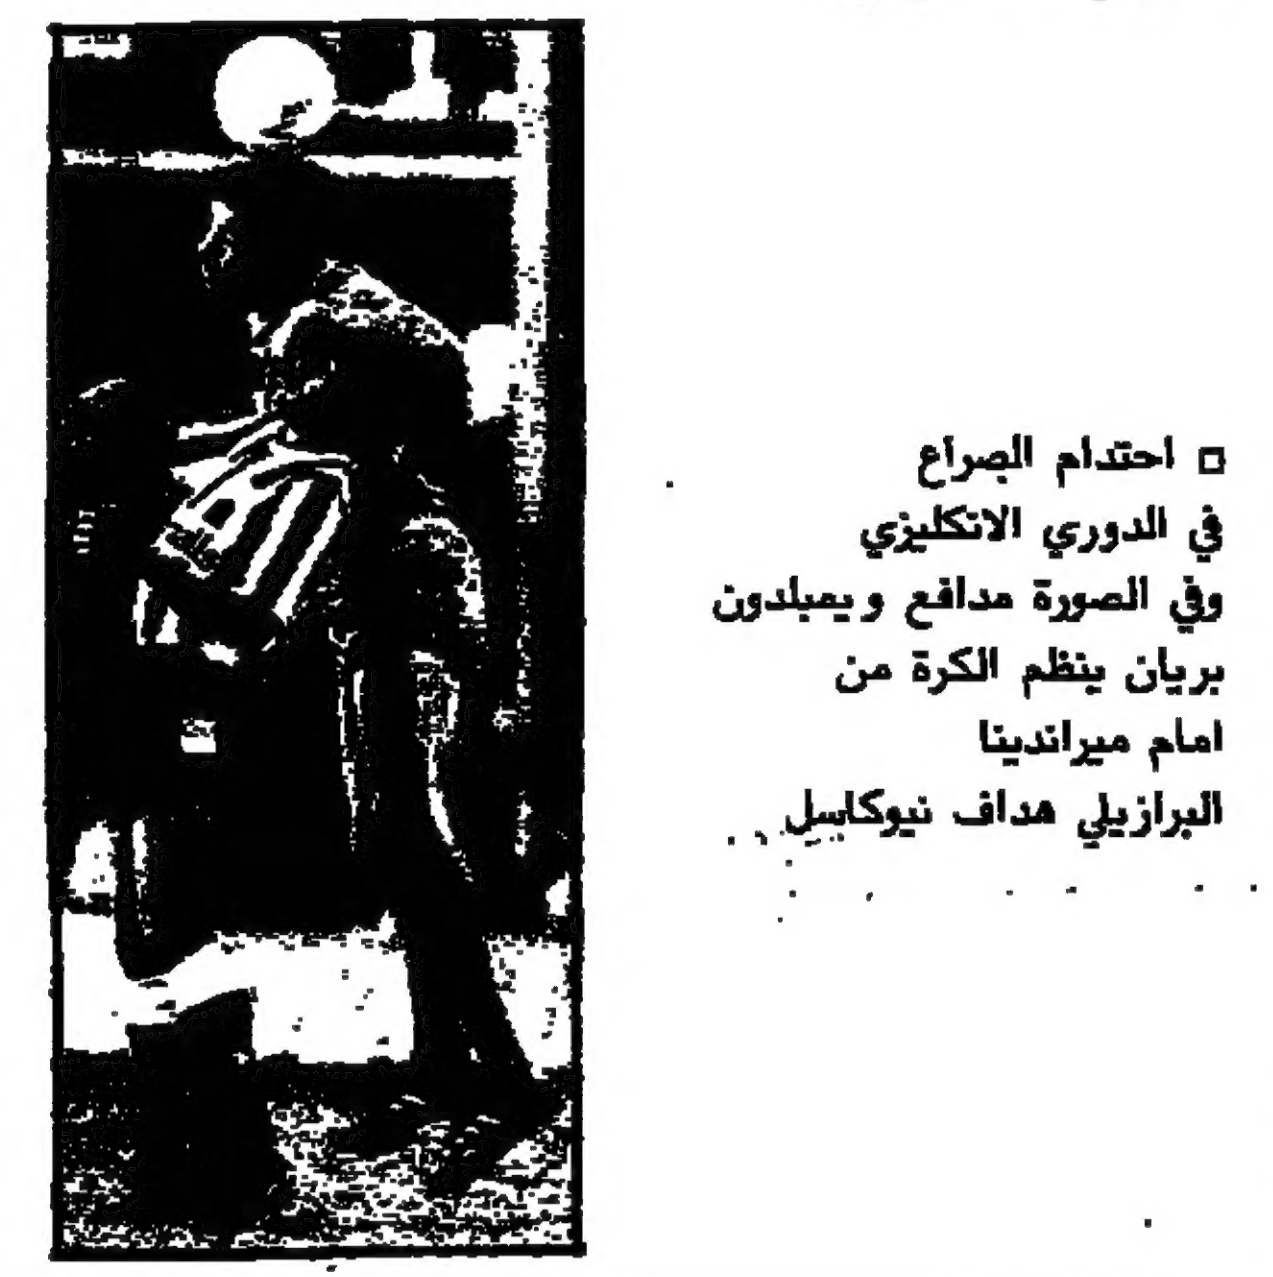 □ احتدام الصراع
في الدوري الانكليزي
وفي الصورة مدافع ويمبلدون
بريان ينظم الكرة من
امام ميراندينا
البرازيلي هداف نيوكاسل